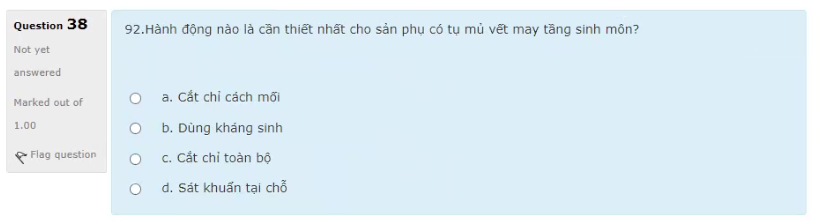 Question 38
Not yet
answered
Marked out of
1.00
Flag question
92.Hành động nào là cần thiết nhất cho sản phụ có tụ mủ vết may tầng sinh môn?
a. Cắt chỉ cách mối
b. Dùng kháng sinh
c. Cắt chỉ toàn bộ
d. Sát khuẩn tại chỗ